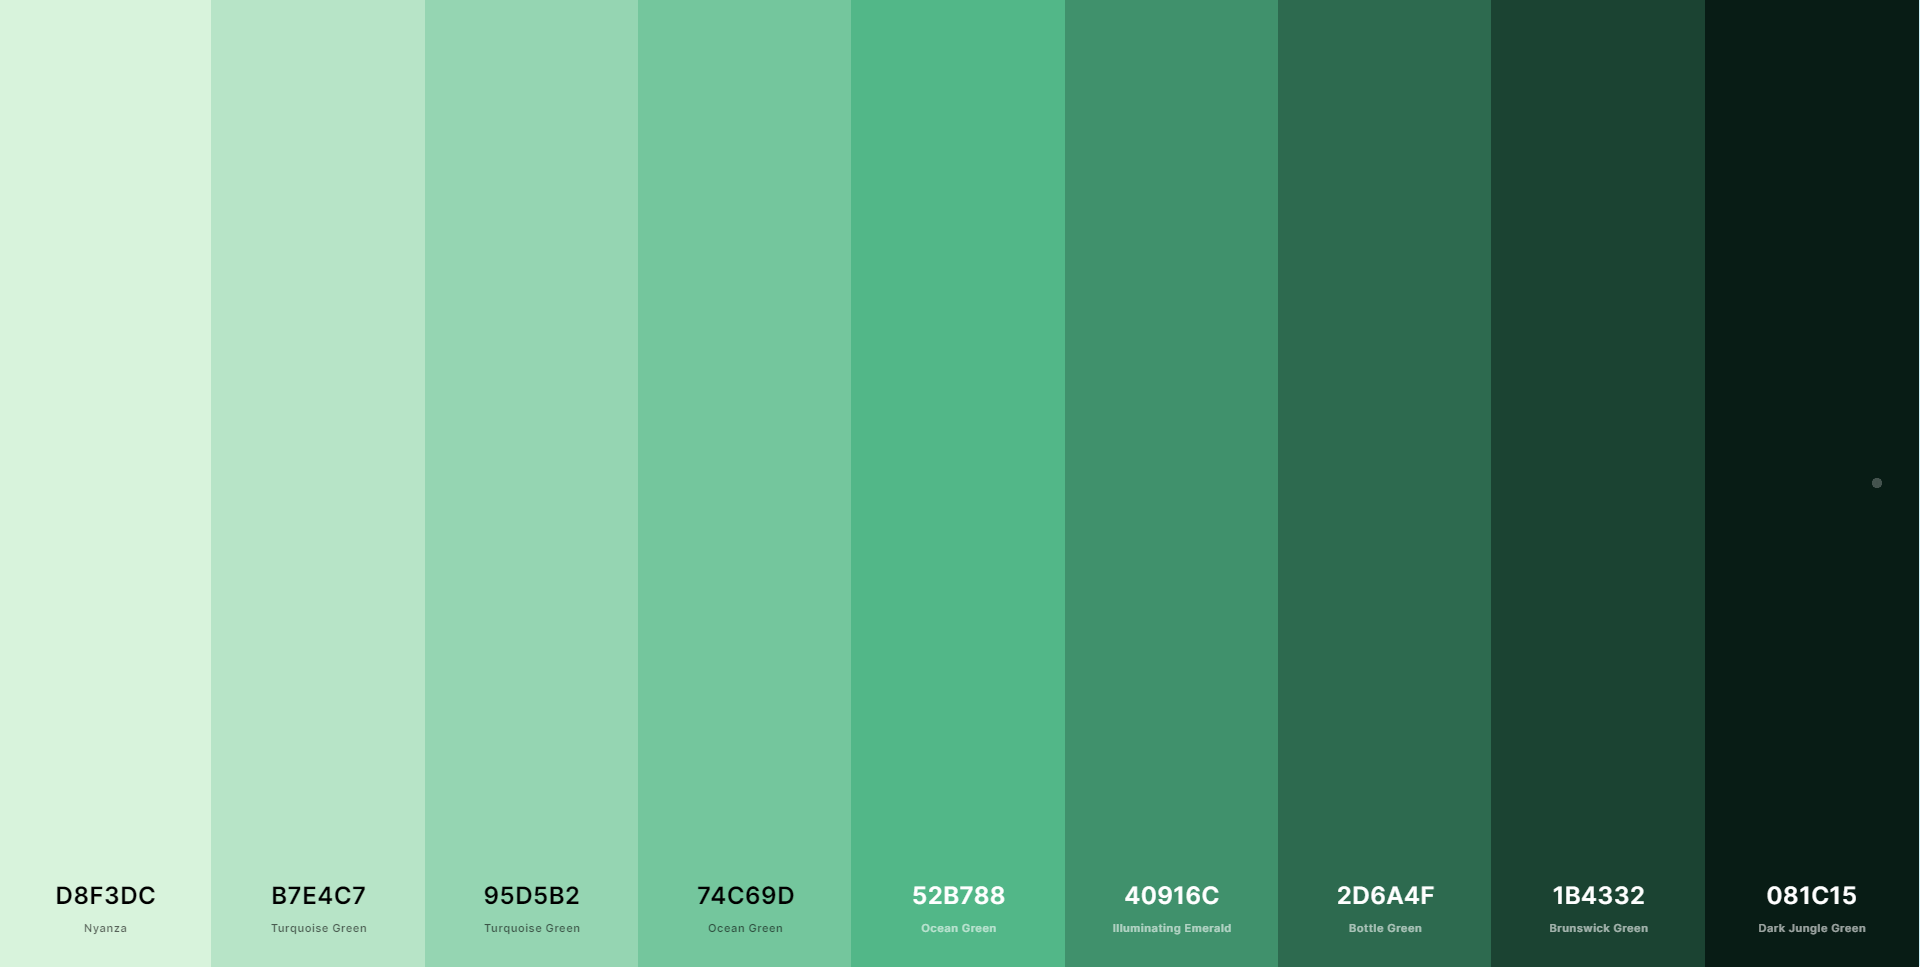 D8F3DC
Nyanza
B7E4C7
Turquoise Green
95D5B2
Turquoise Green
74C69D
Ocean Green
52B788
Ocean Green
40916C
Illuminating Emerald
2D6A4F
Bottle Green
1B4332
Brunswick Green
081C15
Dark Jungle Green